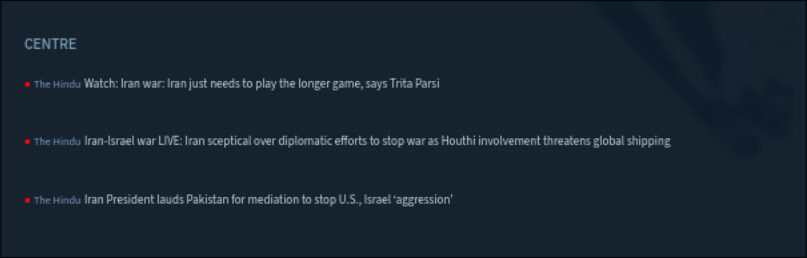 CENTRE
The Hindu Watch: Iran war: Iran just needs to play the longer game, says Trita Parsi
The Hindu Iran-Israel war LIVE: Iran sceptical over diplomatic efforts to stop war as Houthi involvement threatens global shipping
The Hindu Iran President lauds Pakistan for mediation to stop U.S., Israel ‘aggression’